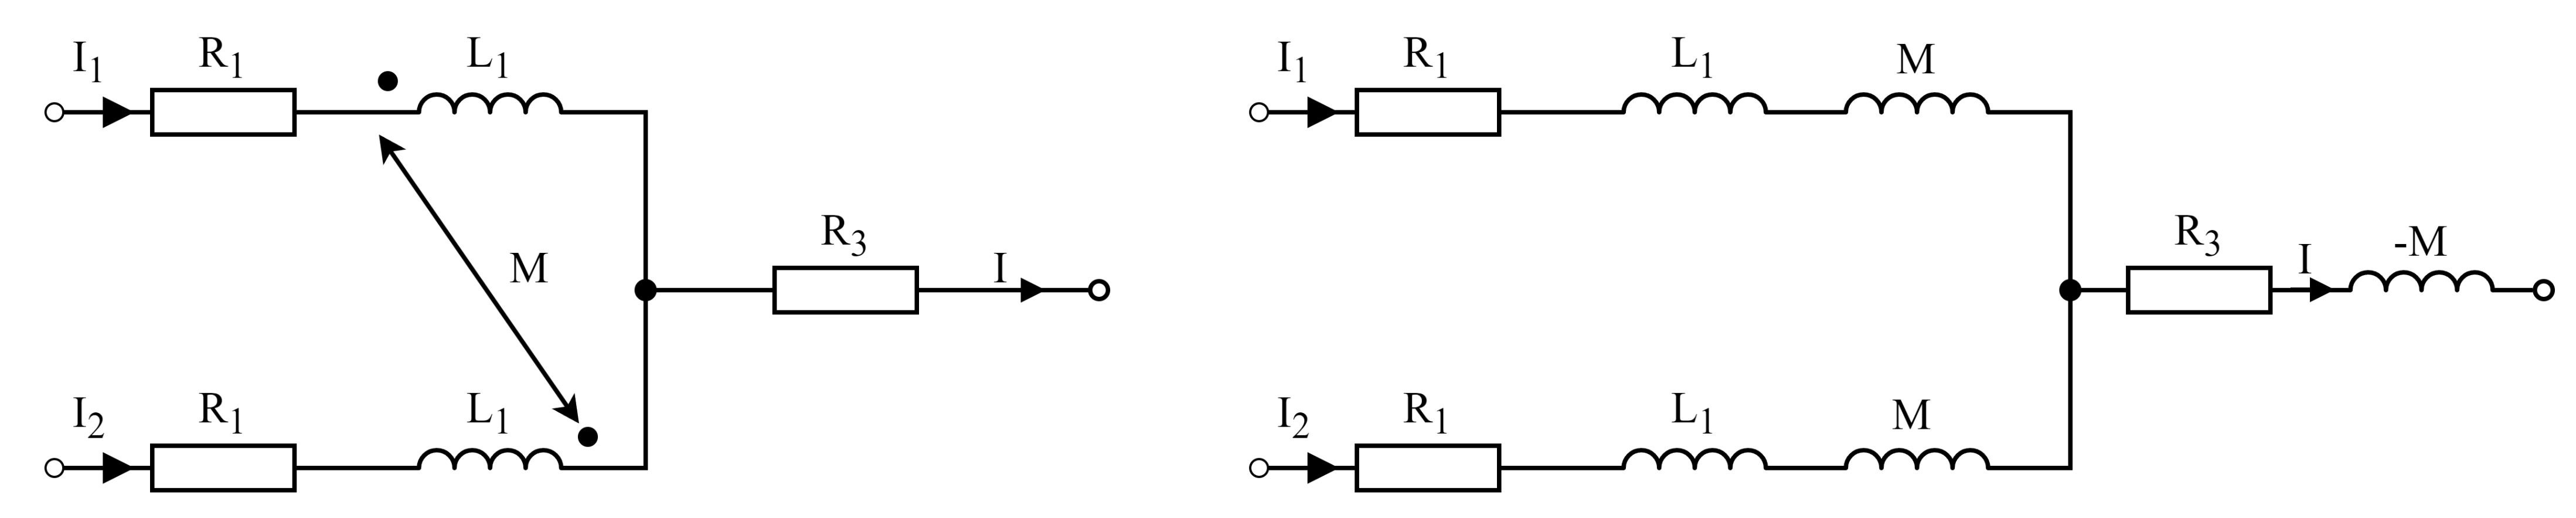 I₁ R₁ L₁
M
R₃ I
I₂ R₁ L₁
I₁ R₁ L₁ M
R₃ I -M
I₂ R₁ L₁ M